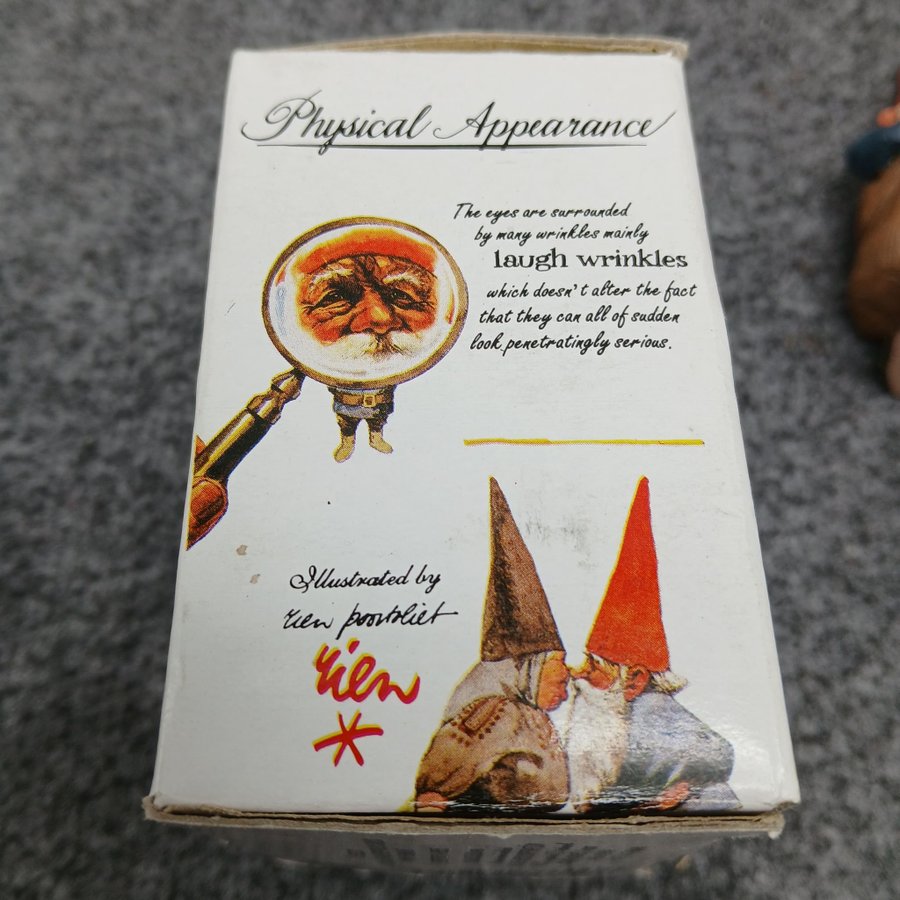 Physical Appearance
The eyes are surrounded
by many wrinkles mainly
laugh wrinkles
which doesn't alter the fact
that they can all of sudden
look penetratingly serious.
Illustrated by
rien poortvliet
rien